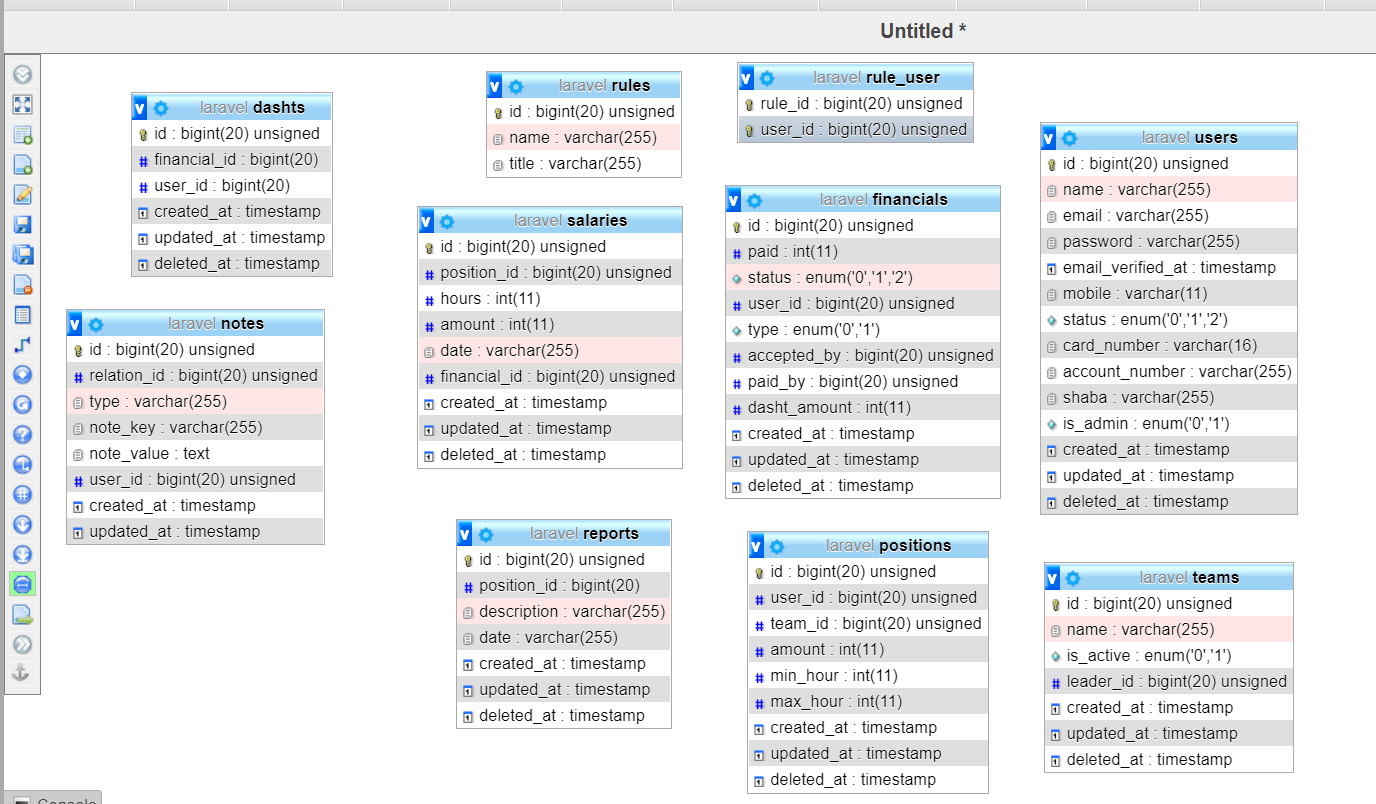 Untitled *
laravel dashts
id : bigint(20) unsigned
financial_id : bigint(20)
user_id : bigint(20)
created_at : timestamp
updated_at : timestamp
deleted_at : timestamp
laravel rules
id : bigint(20) unsigned
name : varchar(255)
title : varchar(255)
laravel rule_user
rule_id : bigint(20) unsigned
user_id : bigint(20) unsigned
laravel users
id : bigint(20) unsigned
name : varchar(255)
email : varchar(255)
password : varchar(255)
email_verified_at : timestamp
mobile : varchar(11)
status : enum('0','1','2')
card_number : varchar(16)
account_number : varchar(255)
shaba : varchar(255)
is_admin : enum('0','1')
created_at : timestamp
updated_at : timestamp
deleted_at : timestamp
laravel salaries
id : bigint(20) unsigned
position_id : bigint(20) unsigned
hours : int(11)
amount : int(11)
date : varchar(255)
financial_id : bigint(20) unsigned
created_at : timestamp
updated_at : timestamp
deleted_at : timestamp
laravel financials
id : bigint(20) unsigned
paid : int(11)
status : enum('0','1','2')
user_id : bigint(20) unsigned
type : enum('0','1')
accepted_by : bigint(20) unsigned
paid_by : bigint(20) unsigned
dasht_amount : int(11)
created_at : timestamp
updated_at : timestamp
deleted_at : timestamp
laravel notes
id : bigint(20) unsigned
relation_id : bigint(20) unsigned
type : varchar(255)
note_key : varchar(255)
note_value : text
user_id : bigint(20) unsigned
created_at : timestamp
updated_at : timestamp
laravel reports
id : bigint(20) unsigned
position_id : bigint(20)
description : varchar(255)
date : varchar(255)
created_at : timestamp
updated_at : timestamp
deleted_at : timestamp
laravel positions
id : bigint(20) unsigned
user_id : bigint(20) unsigned
team_id : bigint(20) unsigned
amount : int(11)
min_hour : int(11)
max_hour : int(11)
created_at : timestamp
updated_at : timestamp
deleted_at : timestamp
laravel teams
id : bigint(20) unsigned
name : varchar(255)
is_active : enum('0','1')
leader_id : bigint(20) unsigned
created_at : timestamp
updated_at : timestamp
deleted_at : timestamp
Console